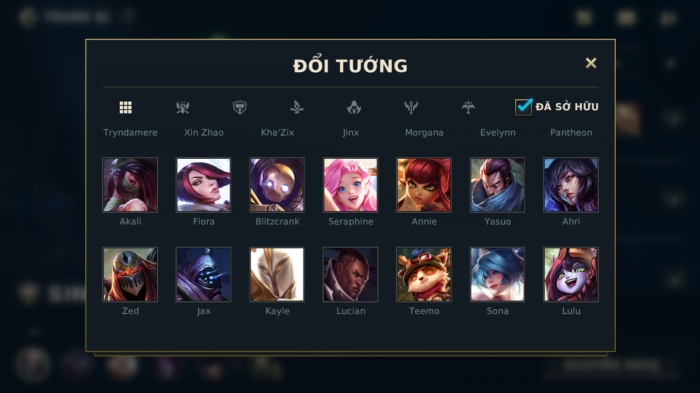 ĐỔI TƯỚNG
ĐÃ SỞ HỮU
Tryndamere Xin Zhao Kha'Zix Jinx Morgana Evelynn Pantheon
Akali Fiora Blitzcrank Seraphine Annie Yasuo Ahri
Zed Jax Kayle Lucian Teemo Sona Lulu